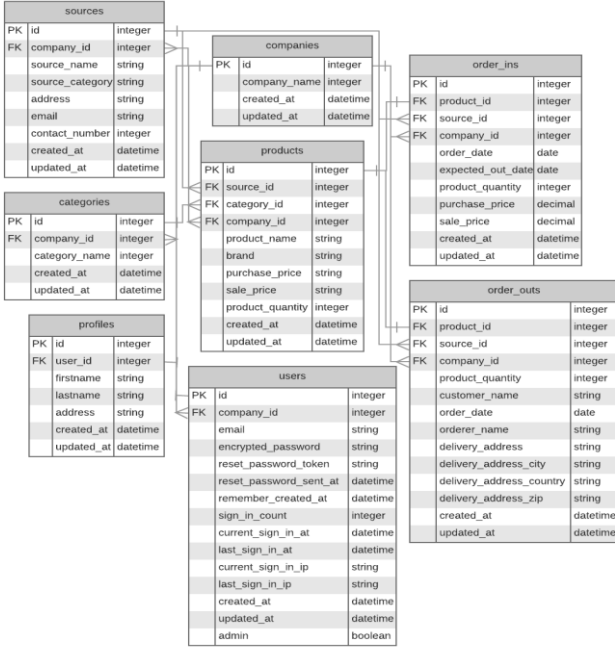 sources
PK id integer
FK company_id integer
source_name string
source_category string
address string
email string
contact_number integer
created_at datetime
updated_at datetime
companies
PK id integer
company_name integer
created_at datetime
updated_at datetime
order_ins
PK id integer
FK product_id integer
FK source_id integer
FK company_id integer
order_date date
expected_out_date date
product_quantity integer
purchase_price decimal
sale_price decimal
created_at datetime
updated_at datetime
products
PK id integer
FK source_id integer
FK category_id integer
FK company_id integer
product_name string
brand string
purchase_price string
sale_price string
product_quantity integer
created_at datetime
updated_at datetime
categories
PK id integer
FK company_id integer
category_name integer
created_at datetime
updated_at datetime
order_outs
PK id integer
FK product_id integer
FK source_id integer
FK company_id integer
product_quantity integer
customer_name string
order_date date
orderer_name string
delivery_address string
delivery_address_city string
delivery_address_country string
delivery_address_zip string
created_at datetime
updated_at datetime
profiles
PK id integer
FK user_id integer
firstname string
lastname string
address string
created_at datetime
updated_at datetime
users
PK id integer
FK company_id integer
email string
encrypted_password string
reset_password_token string
reset_password_sent_at datetime
remember_created_at datetime
sign_in_count integer
current_sign_in_at datetime
last_sign_in_at datetime
current_sign_in_ip string
last_sign_in_ip string
created_at datetime
updated_at datetime
admin boolean